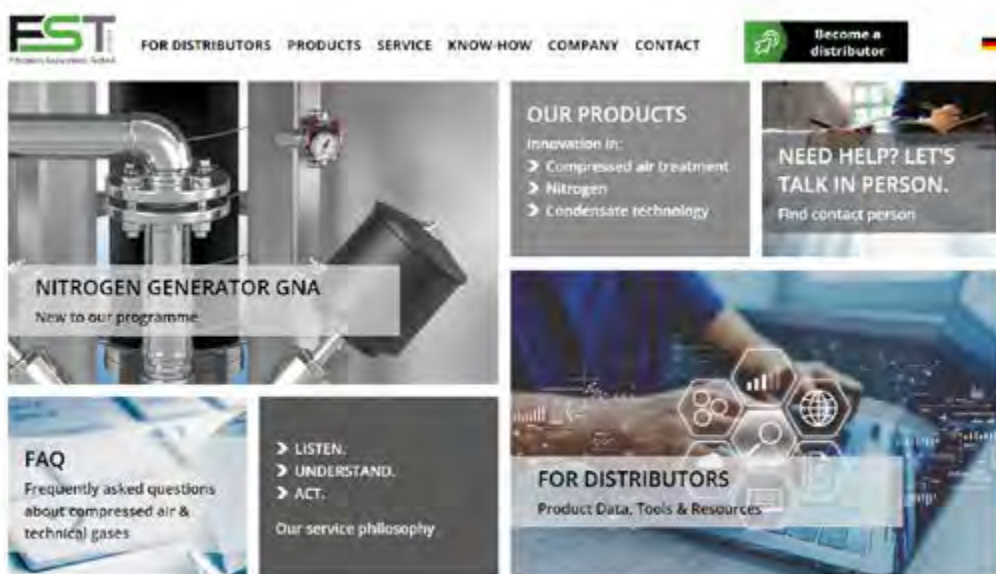 FST
FOR DISTRIBUTORS PRODUCTS SERVICE KNOW-HOW COMPANY CONTACT
Become a
distributor
NITROGEN GENERATOR GNA
New to our programme
OUR PRODUCTS
Innovation in:
Compressed air treatment
Nitrogen
Condensate technology
NEED HELP? LET'S
TALK IN PERSON.
Find contact person
FAQ
Frequently asked questions
about compressed air &
technical gases
LISTEN.
UNDERSTAND.
ACT.
Our service philosophy
FOR DISTRIBUTORS
Product Data, Tools & Resources